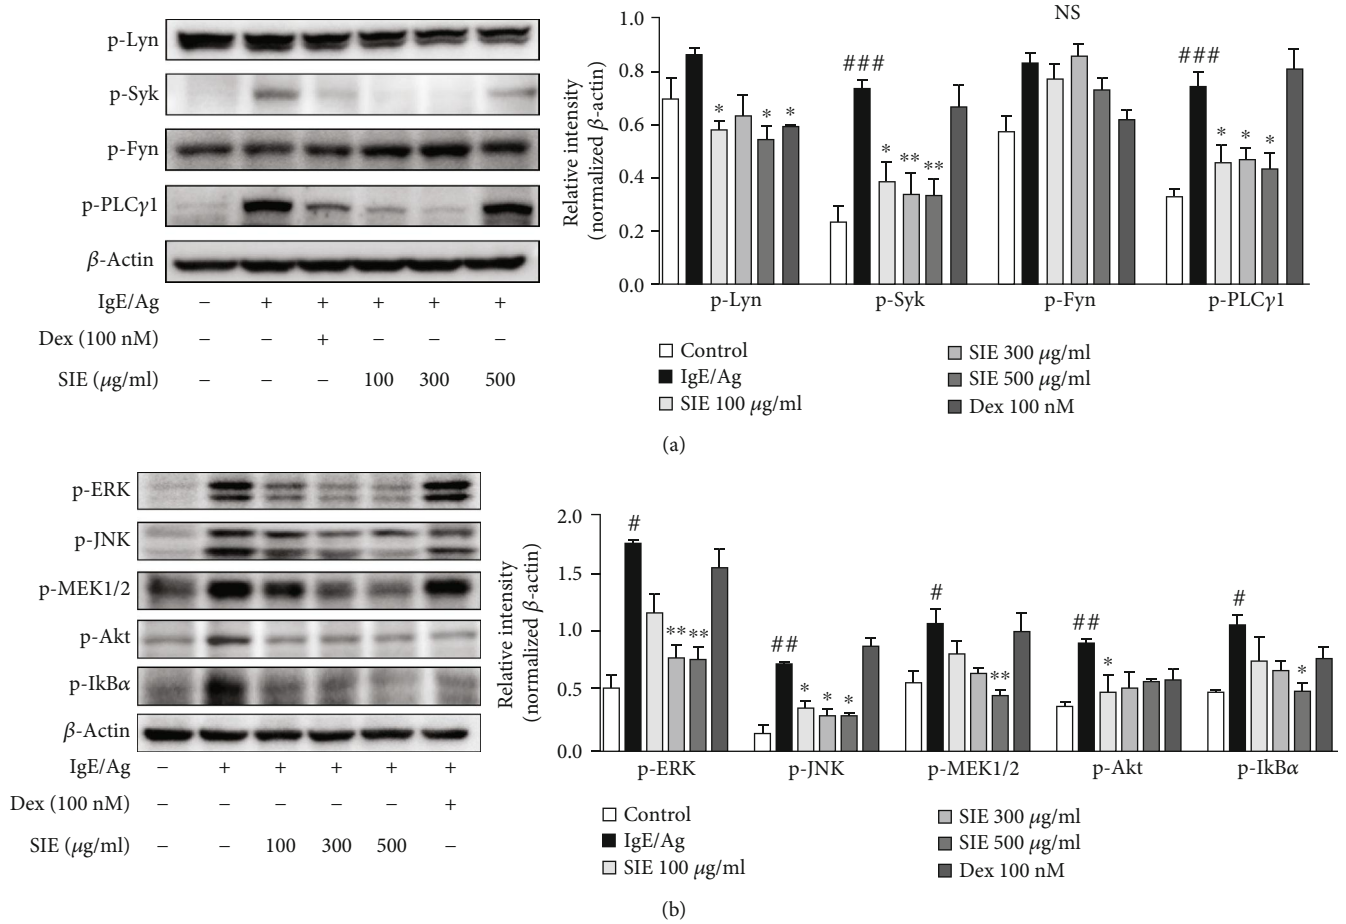 p-Lyn
p-Syk
p-Fyn
p-PLCγ1
β-Actin
IgE/Ag – + + + + +
Dex (100 nM) – – + – – –
SIE (μg/ml) – – – 100 300 500
NS
1.0
0.8
0.6
0.4
0.2
0.0
Relative intensity
(normalized β-actin)
* * *
### * ** **
### * * *
p-Lyn p-Syk p-Fyn p-PLCγ1
Control
IgE/Ag
SIE 100 μg/ml
SIE 300 μg/ml
SIE 500 μg/ml
Dex 100 nM
(a)
p-ERK
p-JNK
p-MEK1/2
p-Akt
p-IkBα
β-Actin
IgE/Ag – + + + + +
Dex (100 nM) – – – – – +
SIE (μg/ml) – – 100 300 500 –
2.0
1.5
1.0
0.5
0.0
Relative intensity
(normalized β-actin)
# ** **
## * * *
# **
## *
# *
p-ERK p-JNK p-MEK1/2 p-Akt p-IkBα
Control
IgE/Ag
SIE 100 μg/ml
SIE 300 μg/ml
SIE 500 μg/ml
Dex 100 nM
(b)